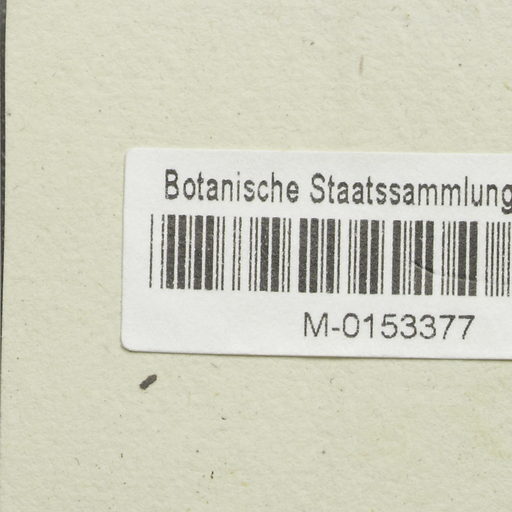 Botanische Staatssammlung
M-0153377